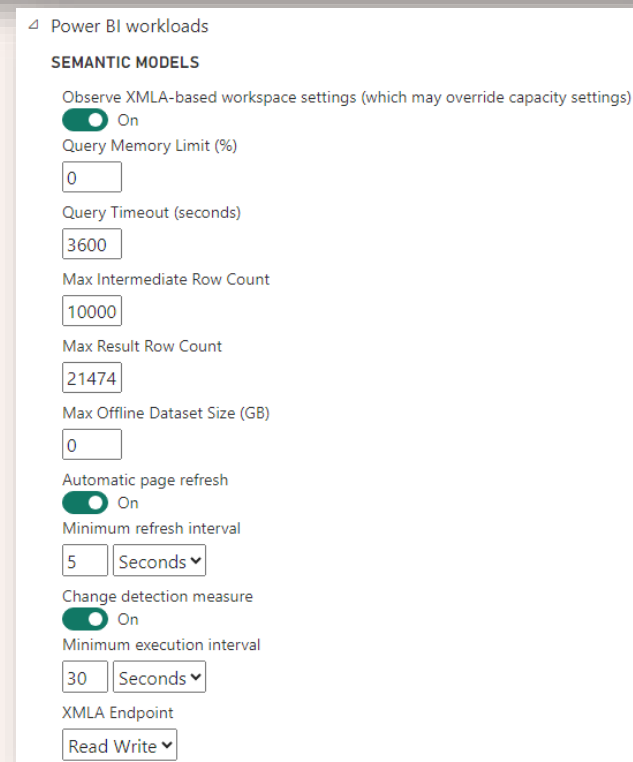 Power BI workloads
SEMANTIC MODELS
Observe XMLA-based workspace settings (which may override capacity settings)
On
Query Memory Limit (%)
0
Query Timeout (seconds)
3600
Max Intermediate Row Count
10000
Max Result Row Count
21474
Max Offline Dataset Size (GB)
0
Automatic page refresh
On
Minimum refresh interval
5 Seconds
Change detection measure
On
Minimum execution interval
30 Seconds
XMLA Endpoint
Read Write